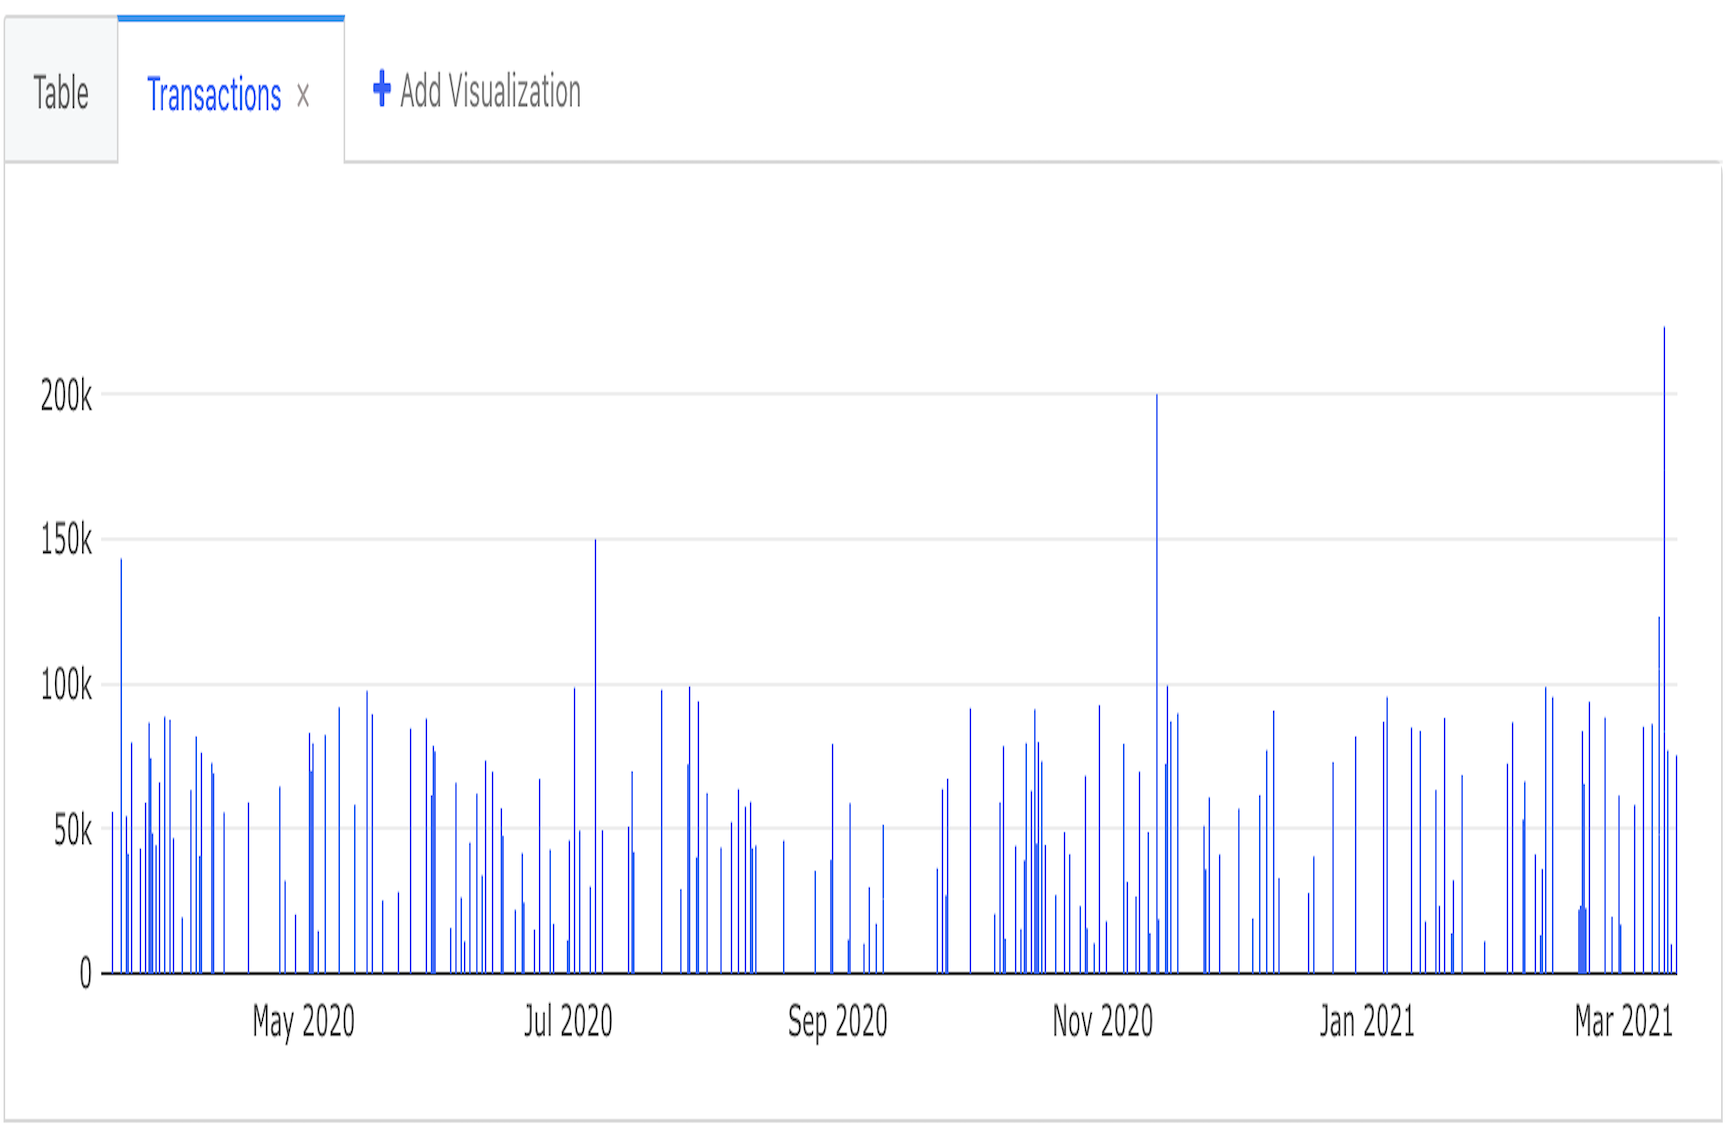 Table
Transactions ×
+ Add Visualization
200k
150k
100k
50k
0
May 2020
Jul 2020
Sep 2020
Nov 2020
Jan 2021
Mar 2021